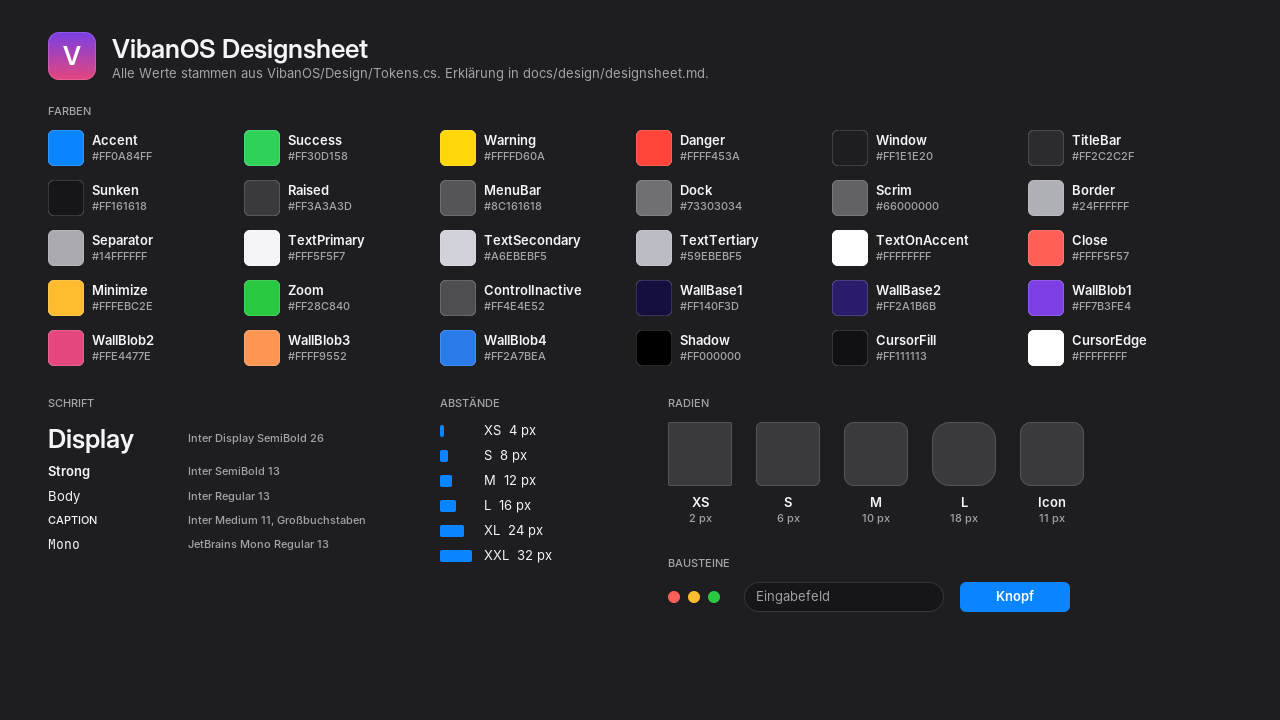 V
VibanOS Designsheet
Alle Werte stammen aus VibanOS/Design/Tokens.cs. Erklärung in docs/design/designsheet.md.
FARBEN
Accent
#FF0A84FF
Success
#FF30D158
Warning
#FFFFD60A
Danger
#FFFF453A
Window
#FF1E1E20
TitleBar
#FF2C2C2F
Sunken
#FF161618
Raised
#FF3A3A3D
MenuBar
#8C161618
Dock
#73303034
Scrim
#66000000
Border
#24FFFFFF
Separator
#14FFFFFF
TextPrimary
#FFF5F5F7
TextSecondary
#A6EBEBF5
TextTertiary
#59EBEBF5
TextOnAccent
#FFFFFFFF
Close
#FFFF5F57
Minimize
#FFFEBC2E
Zoom
#FF28C840
ControlInactive
#FF4E4E52
WallBase1
#FF140F3D
WallBase2
#FF2A1B6B
WallBlob1
#FF7B3FE4
WallBlob2
#FFE4477E
WallBlob3
#FFFF9552
WallBlob4
#FF2A7BEA
Shadow
#FF000000
CursorFill
#FF111113
CursorEdge
#FFFFFFFF
SCHRIFT
Display
Inter Display SemiBold 26
Strong
Inter SemiBold 13
Body
Inter Regular 13
CAPTION
Inter Medium 11, Großbuchstaben
Mono
JetBrains Mono Regular 13
ABSTÄNDE
XS 4 px
S 8 px
M 12 px
L 16 px
XL 24 px
XXL 32 px
RADIEN
XS
2 px
S
6 px
M
10 px
L
18 px
Icon
11 px
BAUSTEINE
Eingabefeld
Knopf